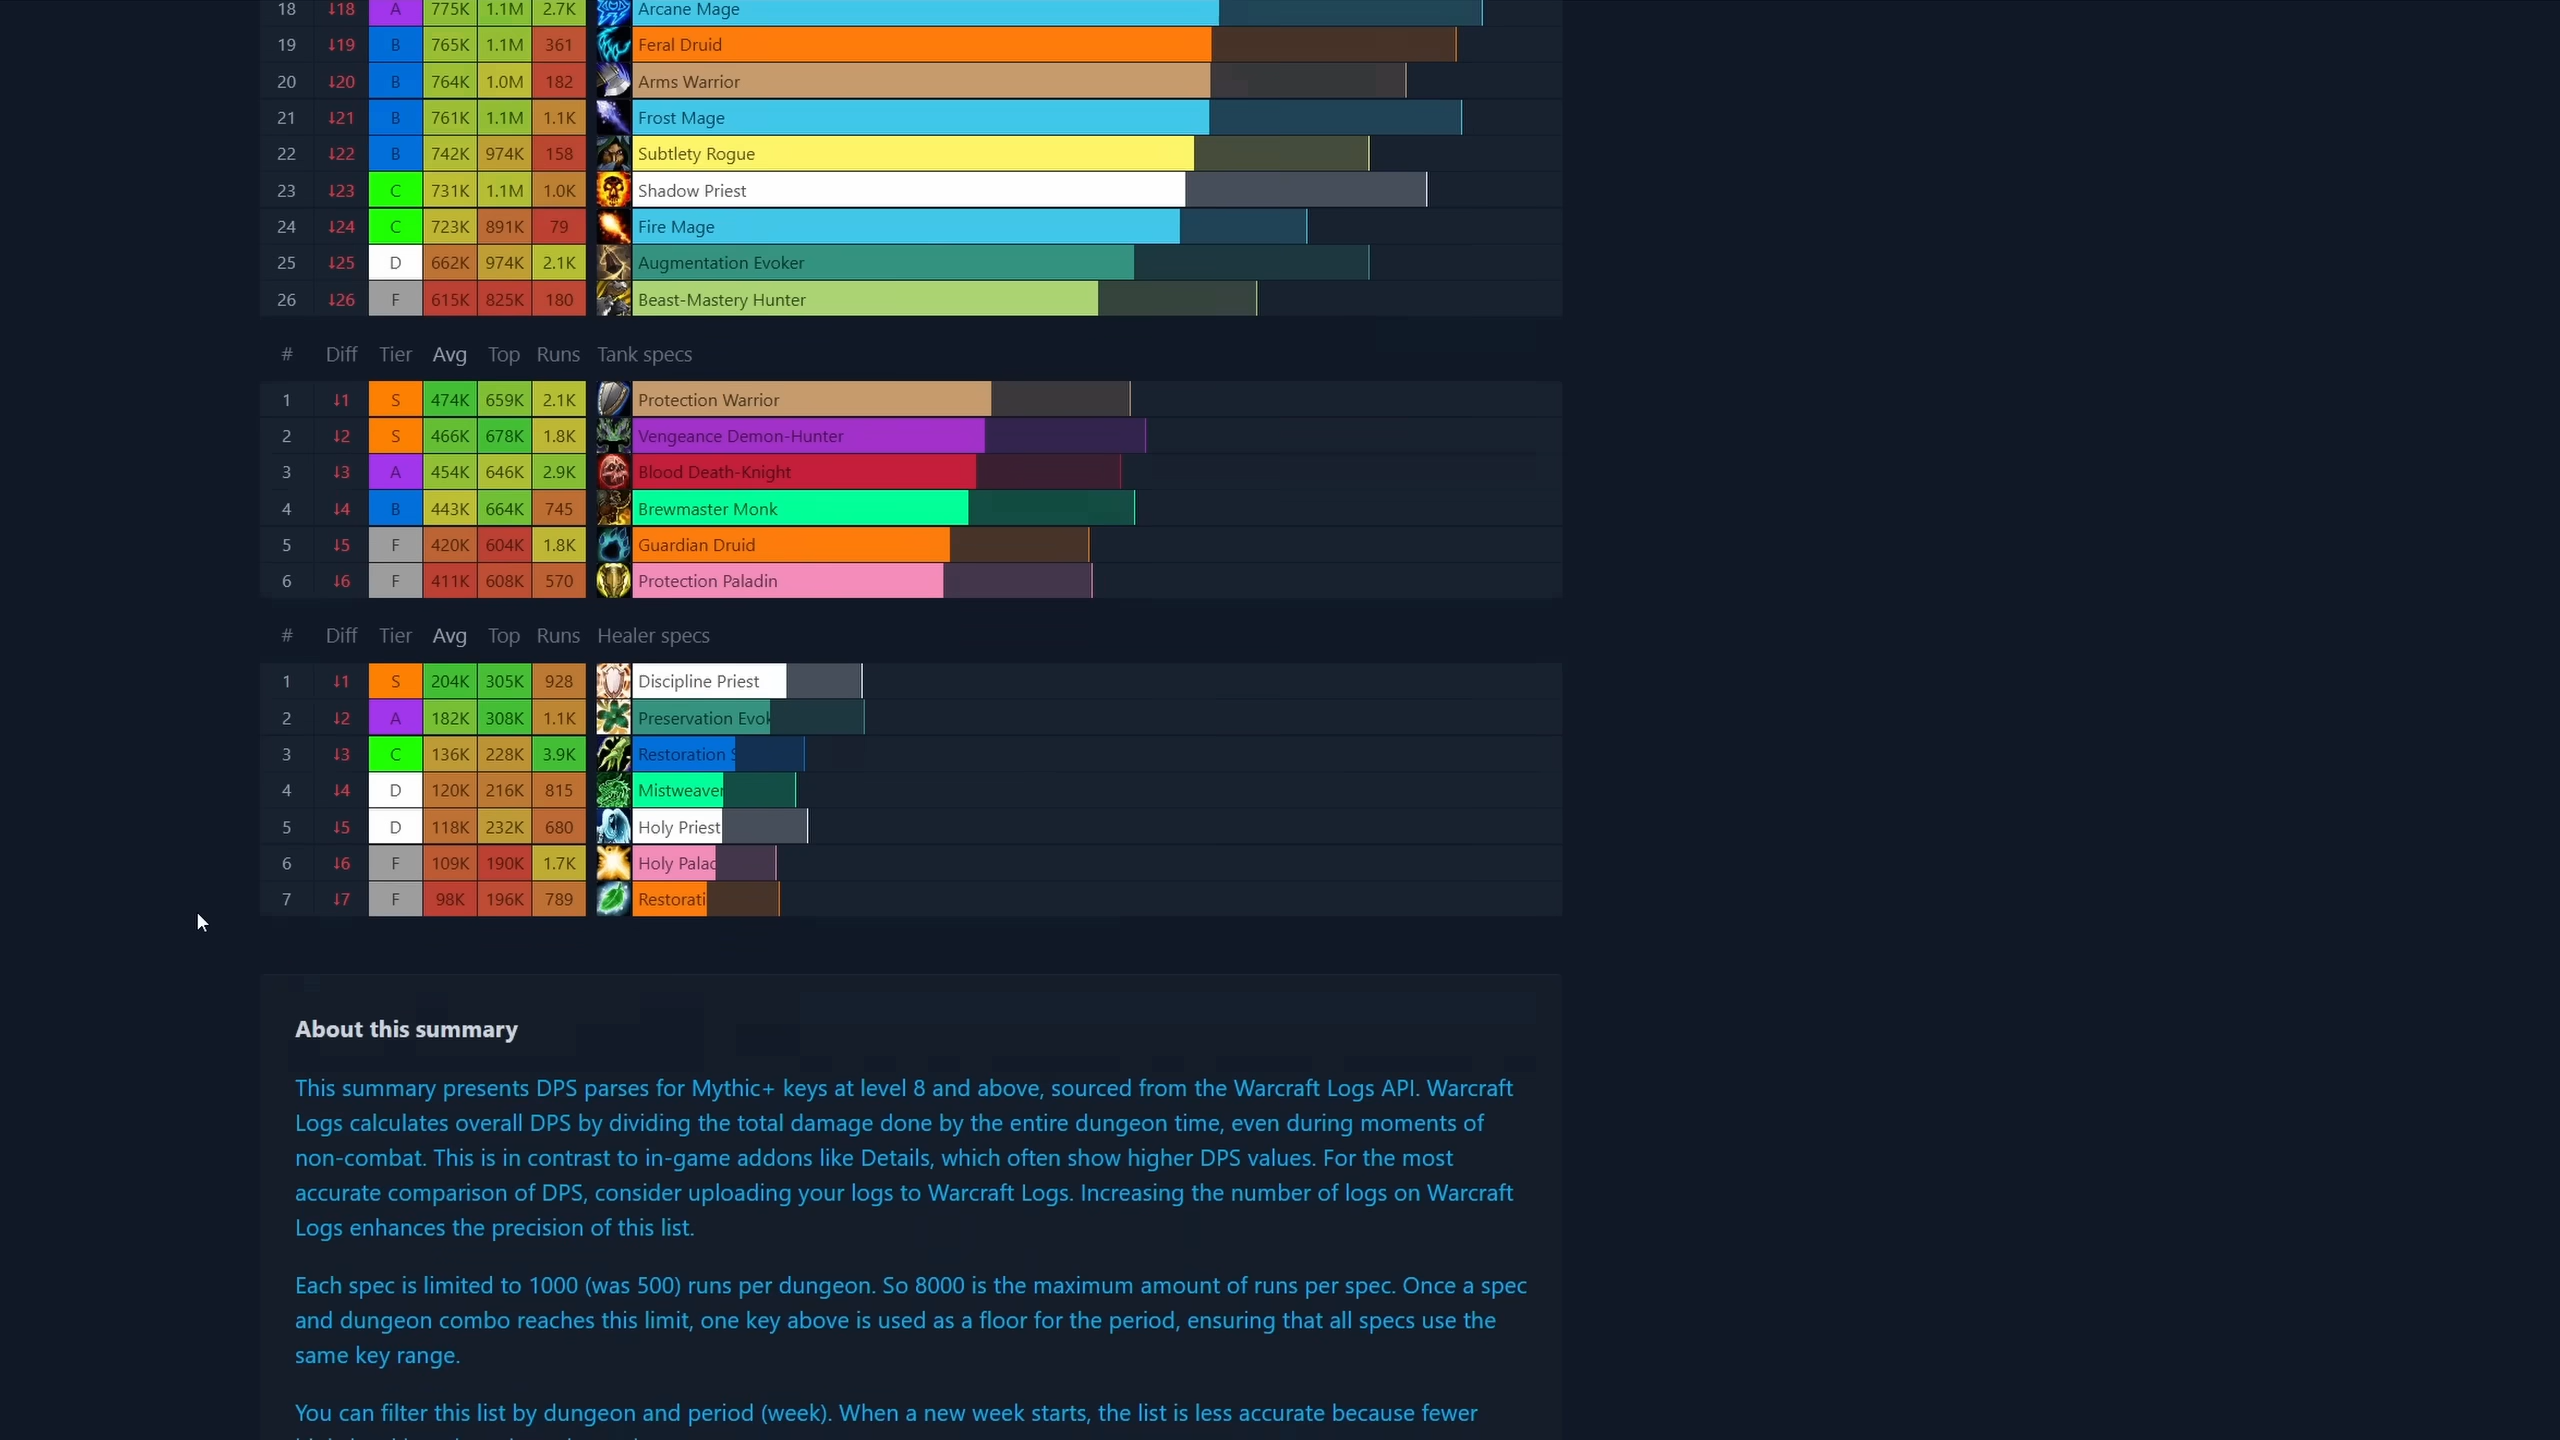 18 ↓18 A 775K 1.1M 2.7K Arcane Mage
19 ↓19 B 765K 1.1M 361 Feral Druid
20 ↓20 B 764K 1.0M 182 Arms Warrior
21 ↓21 B 761K 1.1M 1.1K Frost Mage
22 ↓22 B 742K 974K 158 Subtlety Rogue
23 ↓23 C 731K 1.1M 1.0K Shadow Priest
24 ↓24 C 723K 891K 79 Fire Mage
25 ↓25 D 662K 974K 2.1K Augmentation Evoker
26 ↓26 F 615K 825K 180 Beast-Mastery Hunter
# Diff Tier Avg Top Runs Tank specs
1 ↓1 S 474K 659K 2.1K Protection Warrior
2 ↓2 S 466K 678K 1.8K Vengeance Demon-Hunter
3 ↓3 A 454K 646K 2.9K Blood Death-Knight
4 ↓4 B 443K 664K 745 Brewmaster Monk
5 ↓5 F 420K 604K 1.8K Guardian Druid
6 ↓6 F 411K 608K 570 Protection Paladin
# Diff Tier Avg Top Runs Healer specs
1 ↓1 S 204K 305K 928 Discipline Priest
2 ↓2 A 182K 308K 1.1K Preservation Evok
3 ↓3 C 136K 228K 3.9K Restoration S
4 ↓4 D 120K 216K 815 Mistweaver
5 ↓5 D 118K 232K 680 Holy Priest
6 ↓6 F 109K 190K 1.7K Holy Palad
7 ↓7 F 98K 196K 789 Restorati
About this summary
This summary presents DPS parses for Mythic+ keys at level 8 and above, sourced from the Warcraft Logs API. Warcraft
Logs calculates overall DPS by dividing the total damage done by the entire dungeon time, even during moments of
non-combat. This is in contrast to in-game addons like Details, which often show higher DPS values. For the most
accurate comparison of DPS, consider uploading your logs to Warcraft Logs. Increasing the number of logs on Warcraft
Logs enhances the precision of this list.
Each spec is limited to 1000 (was 500) runs per dungeon. So 8000 is the maximum amount of runs per spec. Once a spec
and dungeon combo reaches this limit, one key above is used as a floor for the period, ensuring that all specs use the
same key range.
You can filter this list by dungeon and period (week). When a new week starts, the list is less accurate because fewer